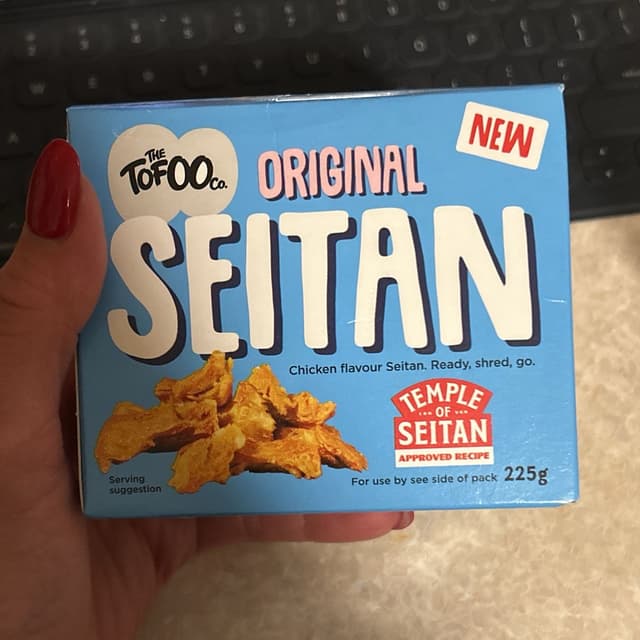 THE
TOFOO Co.
ORIGINAL
NEW
SEITAN
Chicken flavour Seitan. Ready, shred, go.
TEMPLE
OF
SEITAN
APPROVED RECIPE
Serving
suggestion
For use by see side of pack 225g